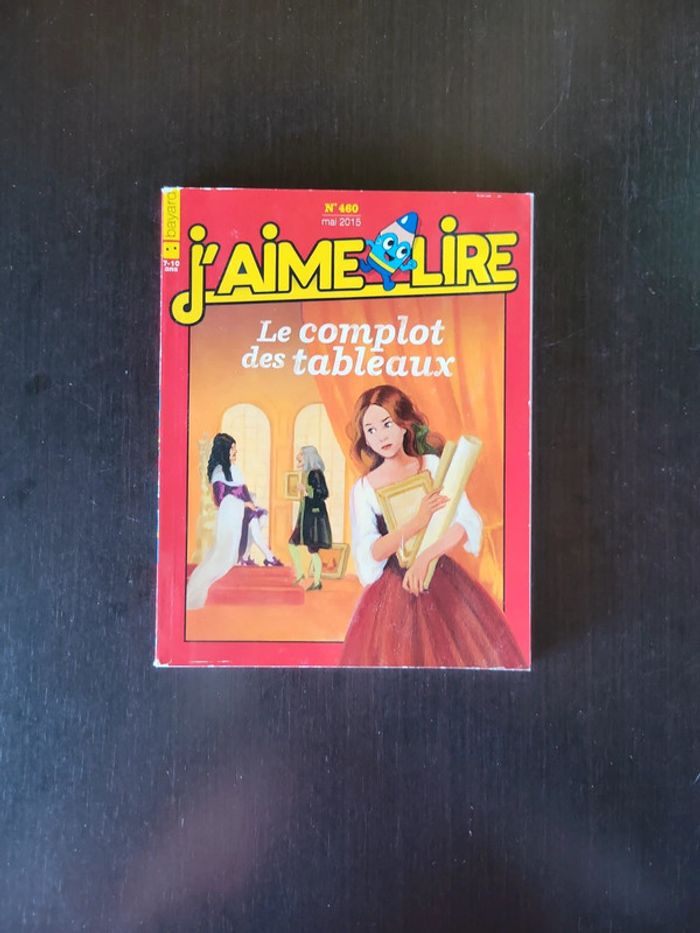 bayard
7-10
ans
N° 460
mai 2015
j'AIME LIRE
Le complot
des tableaux